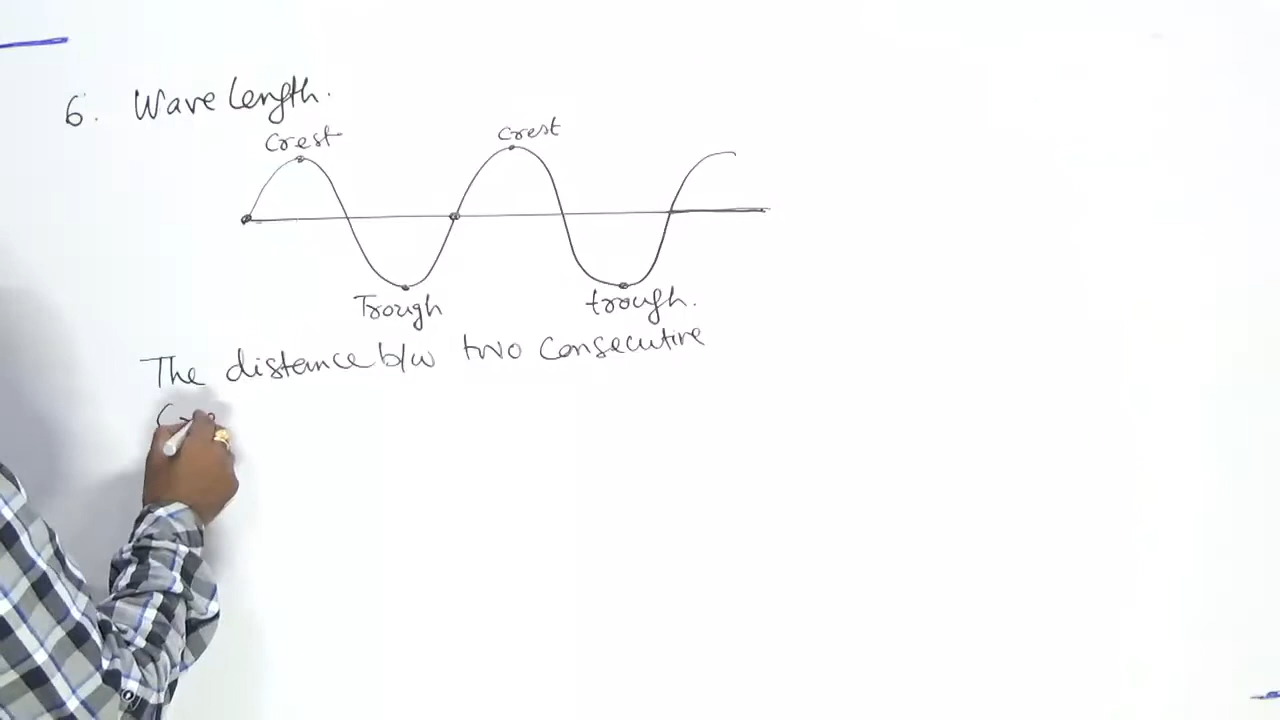 6. Wave Length.
Crest Crest
Trough trough.
The distance b/w two consecutive